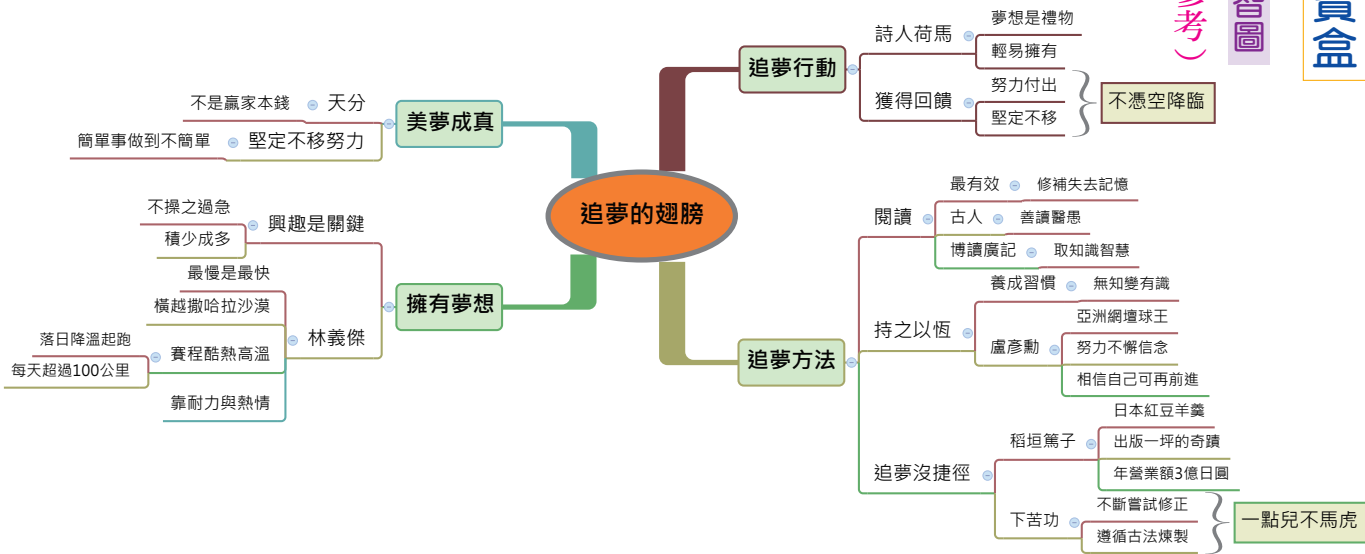 追夢的翅膀
追夢行動
詩人荷馬
夢想是禮物
輕易擁有
獲得回饋
努力付出
堅定不移
不憑空降臨
追夢方法
閱讀
最有效
修補失去記憶
古人
善讀醫愚
博讀廣記
取知識智慧
持之以恆
養成習慣
無知變有識
盧彥勳
亞洲網壇球王
努力不懈信念
相信自己可再前進
追夢沒捷徑
稻垣篤子
日本紅豆羊羹
出版一坪的奇蹟
年營業額3億日圓
下苦功
不斷嘗試修正
遵循古法煉製
一點兒不馬虎
擁有夢想
興趣是關鍵
不操之過急
積少成多
林義傑
最慢是最快
橫越撒哈拉沙漠
賽程酷熱高溫
落日降溫起跑
每天超過100公里
靠耐力與熱情
美夢成真
天分
不是贏家本錢
堅定不移努力
簡單事做到不簡單
盒
智圖
考）